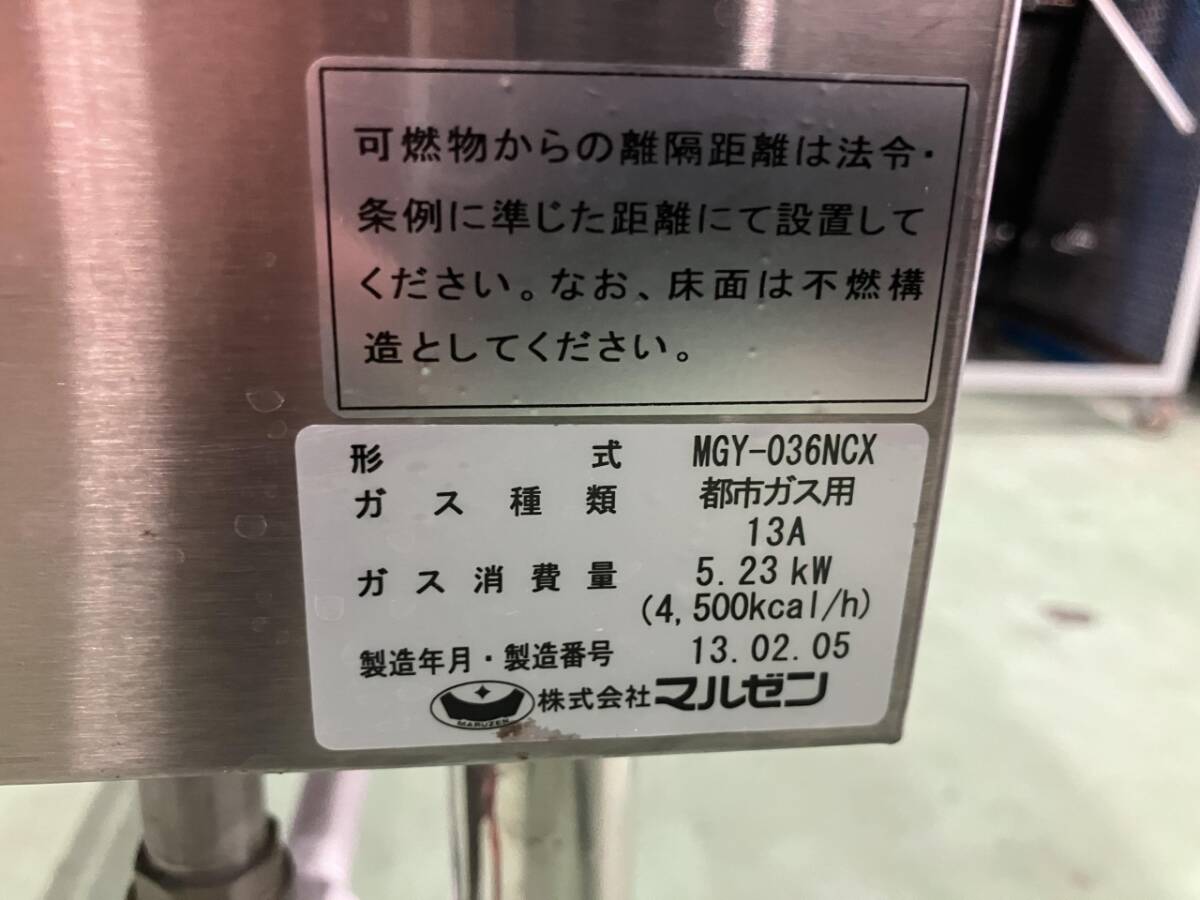 可燃物からの離隔距離は法令・
条例に準じた距離にて設置して
ください。なお、床面は不燃構
造としてください。
形式 MGY-036NCX
ガス種類 都市ガス用
13A
ガス消費量 5.23 kW
(4,500kcal/h)
製造年月・製造番号 13.02.05
MARUZEN 株式会社マルゼン